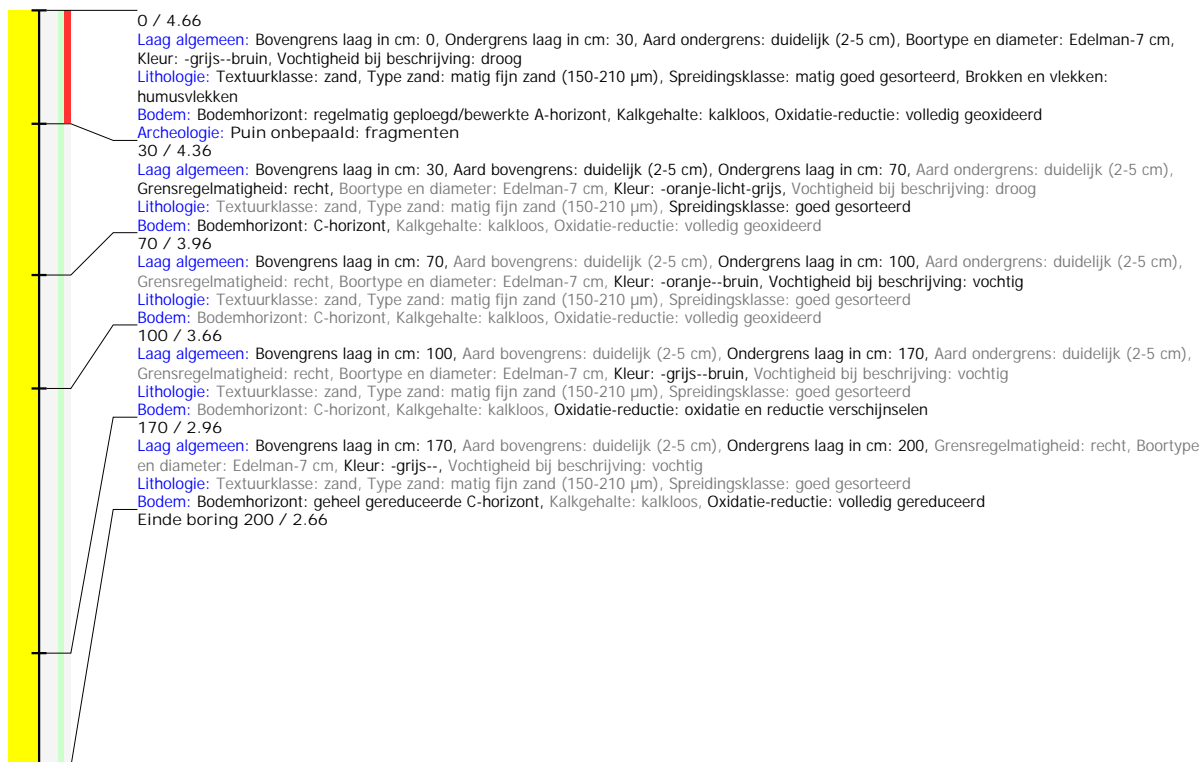 0 / 4.66
Laag algemeen: Bovengrens laag in cm: 0, Ondergrens laag in cm: 30, Aard ondergrens: duidelijk (2-5 cm), Boortype en diameter: Edelman-7 cm,
Kleur: -grijs--bruin, Vochtigheid bij beschrijving: droog
Lithologie: Textuurklasse: zand, Type zand: matig fijn zand (150-210 µm), Spreidingsklasse: matig goed gesorteerd, Brokken en vlekken:
humusvlekken
Bodem: Bodemhorizont: regelmatig geploegd/bewerkte A-horizont, Kalkgehalte: kalkloos, Oxidatie-reductie: volledig geoxideerd
Archeologie: Puin onbepaald: fragmenten
30 / 4.36
Laag algemeen: Bovengrens laag in cm: 30, Aard bovengrens: duidelijk (2-5 cm), Ondergrens laag in cm: 70, Aard ondergrens: duidelijk (2-5 cm),
Grensregelmatigheid: recht, Boortype en diameter: Edelman-7 cm, Kleur: -oranje-licht-grijs, Vochtigheid bij beschrijving: droog
Lithologie: Textuurklasse: zand, Type zand: matig fijn zand (150-210 µm), Spreidingsklasse: goed gesorteerd
Bodem: Bodemhorizont: C-horizont, Kalkgehalte: kalkloos, Oxidatie-reductie: volledig geoxideerd
70 / 3.96
Laag algemeen: Bovengrens laag in cm: 70, Aard bovengrens: duidelijk (2-5 cm), Ondergrens laag in cm: 100, Aard ondergrens: duidelijk (2-5 cm),
Grensregelmatigheid: recht, Boortype en diameter: Edelman-7 cm, Kleur: -oranje--bruin, Vochtigheid bij beschrijving: vochtig
Lithologie: Textuurklasse: zand, Type zand: matig fijn zand (150-210 µm), Spreidingsklasse: goed gesorteerd
Bodem: Bodemhorizont: C-horizont, Kalkgehalte: kalkloos, Oxidatie-reductie: volledig geoxideerd
100 / 3.66
Laag algemeen: Bovengrens laag in cm: 100, Aard bovengrens: duidelijk (2-5 cm), Ondergrens laag in cm: 170, Aard ondergrens: duidelijk (2-5 cm),
Grensregelmatigheid: recht, Boortype en diameter: Edelman-7 cm, Kleur: -grijs--bruin, Vochtigheid bij beschrijving: vochtig
Lithologie: Textuurklasse: zand, Type zand: matig fijn zand (150-210 µm), Spreidingsklasse: goed gesorteerd
Bodem: Bodemhorizont: C-horizont, Kalkgehalte: kalkloos, Oxidatie-reductie: oxidatie en reductie verschijnselen
170 / 2.96
Laag algemeen: Bovengrens laag in cm: 170, Aard bovengrens: duidelijk (2-5 cm), Ondergrens laag in cm: 200, Grensregelmatigheid: recht, Boortype
en diameter: Edelman-7 cm, Kleur: -grijs--, Vochtigheid bij beschrijving: vochtig
Lithologie: Textuurklasse: zand, Type zand: matig fijn zand (150-210 µm), Spreidingsklasse: goed gesorteerd
Bodem: Bodemhorizont: geheel gereduceerde C-horizont, Kalkgehalte: kalkloos, Oxidatie-reductie: volledig gereduceerd
Einde boring 200 / 2.66